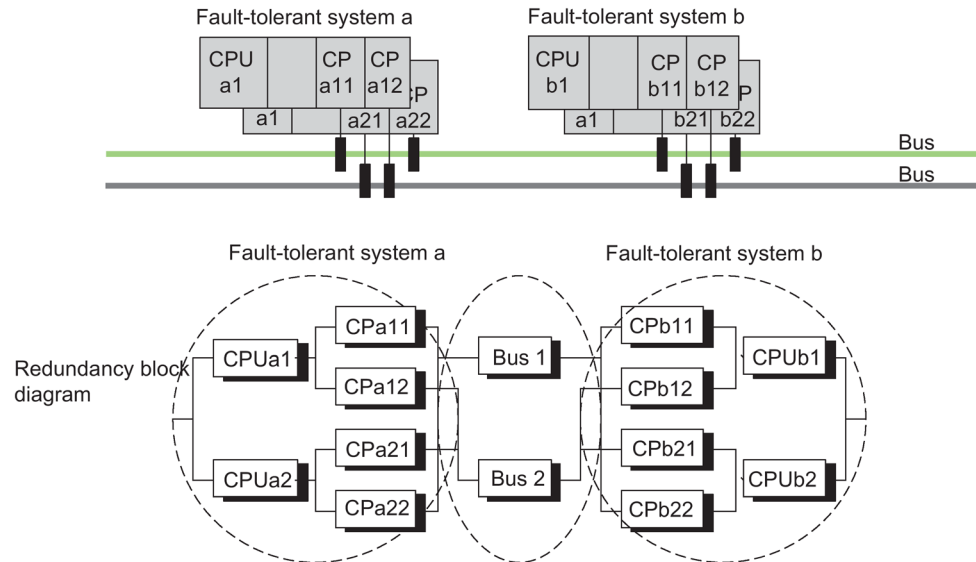 Fault-tolerant system a
Fault-tolerant system b
CPU a1
CP a11
CP a12
CPU b1
CP b11
CP b12
a1
a21
CP a22
a1
b21
P b22
Bus
Bus
Fault-tolerant system a
Fault-tolerant system b
Redundancy block
diagram
CPUa1
CPa11
CPa12
CPUa2
CPa21
CPa22
Bus 1
Bus 2
CPb11
CPb12
CPUb1
CPb21
CPb22
CPUb2